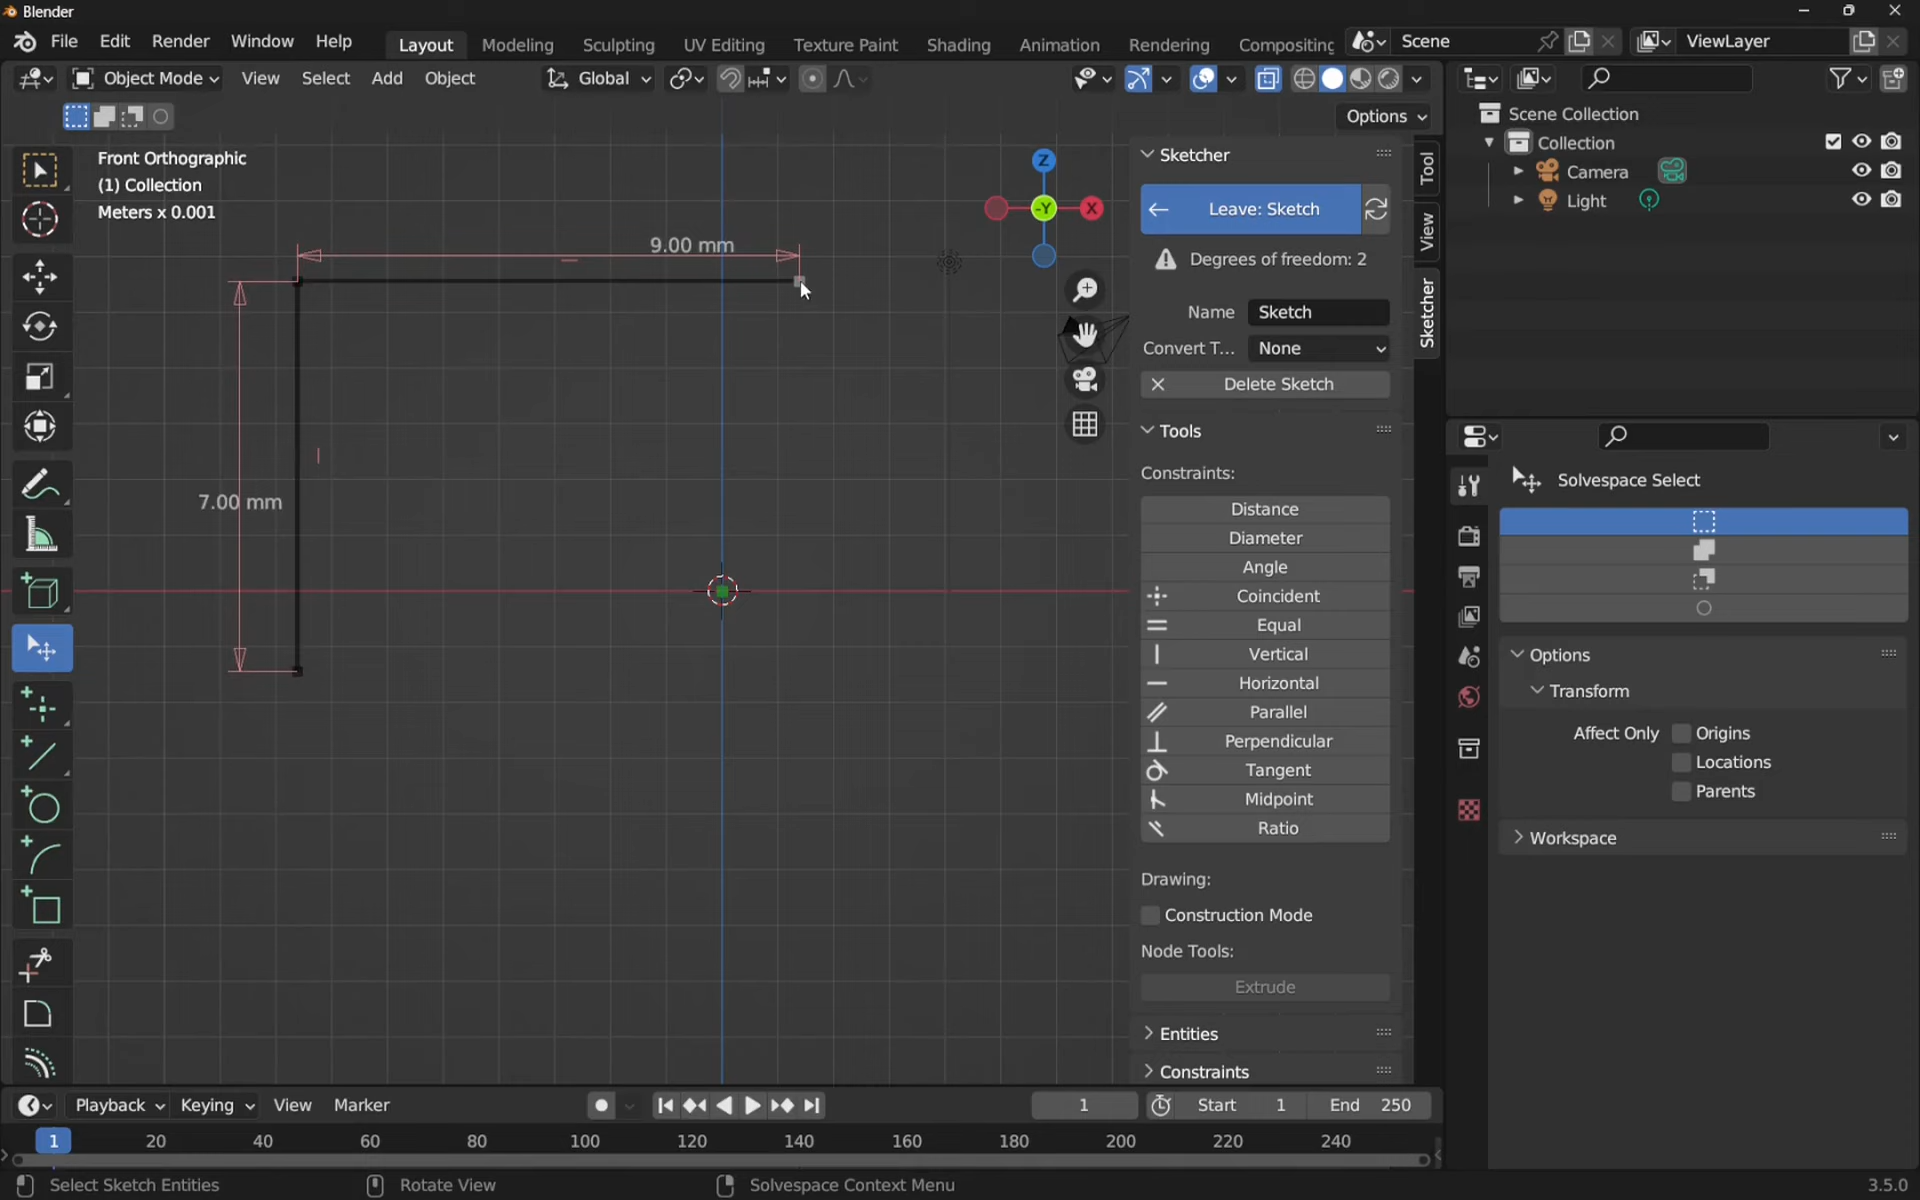 Blender
File Edit Render Window Help Layout Modeling Sculpting UV Editing Texture Paint Shading Animation Rendering Compositing Scene ViewLayer
Object Mode View Select Add Object Global
Options
Front Orthographic
(1) Collection
Meters x 0.001
9.00 mm
7.00 mm
Z
-Y
X
Sketcher
Leave: Sketch
Degrees of freedom: 2
Name Sketch
Convert T... None
Delete Sketch
Tools
Constraints:
Distance
Diameter
Angle
Coincident
Equal
Vertical
Horizontal
Parallel
Perpendicular
Tangent
Midpoint
Ratio
Drawing:
Construction Mode
Node Tools:
Extrude
Entities
Constraints
Tool
View
Sketcher
Scene Collection
Collection
Camera
Light
Solvespace Select
Options
Transform
Affect Only Origins
Locations
Parents
Workspace
Playback Keying View Marker 1 Start 1 End 250
1 20 40 60 80 100 120 140 160 180 200 220 240
Select Sketch Entities Rotate View Solvespace Context Menu 3.5.0